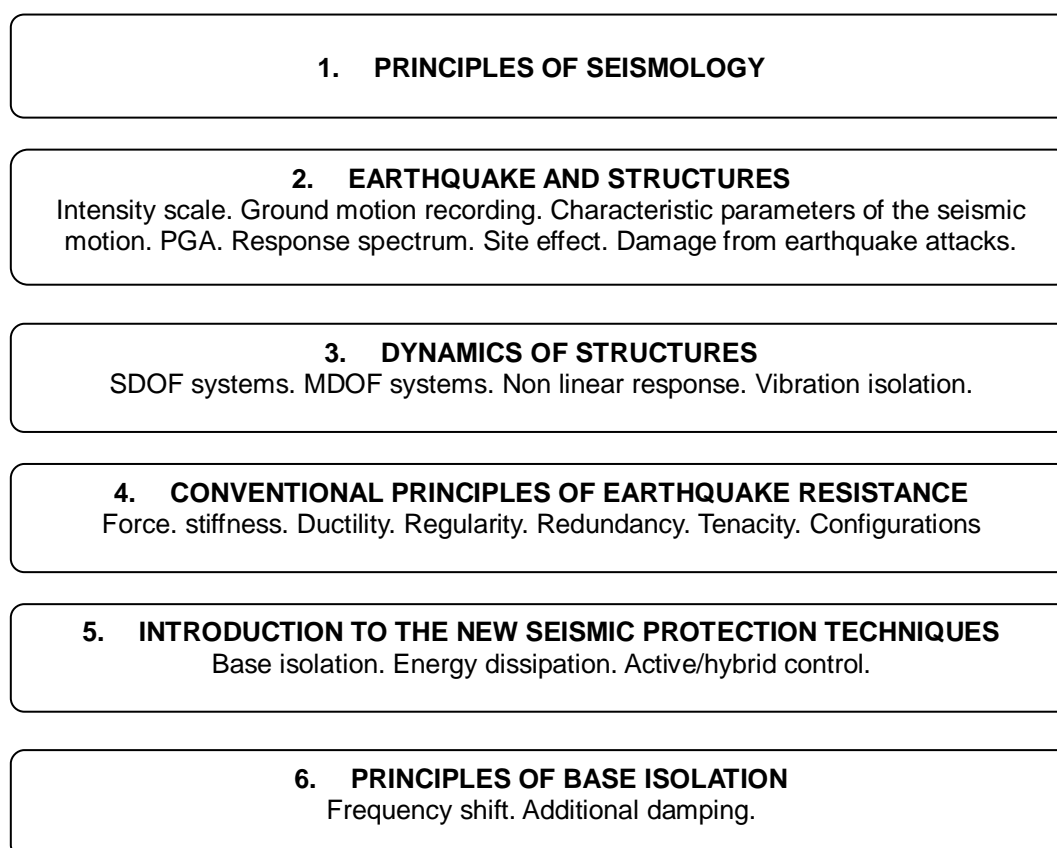 1. PRINCIPLES OF SEISMOLOGY
2. EARTHQUAKE AND STRUCTURES
Intensity scale. Ground motion recording. Characteristic parameters of the seismic
motion. PGA. Response spectrum. Site effect. Damage from earthquake attacks.
3. DYNAMICS OF STRUCTURES
SDOF systems. MDOF systems. Non linear response. Vibration isolation.
4. CONVENTIONAL PRINCIPLES OF EARTHQUAKE RESISTANCE
Force. stiffness. Ductility. Regularity. Redundancy. Tenacity. Configurations
5. INTRODUCTION TO THE NEW SEISMIC PROTECTION TECHNIQUES
Base isolation. Energy dissipation. Active/hybrid control.
6. PRINCIPLES OF BASE ISOLATION
Frequency shift. Additional damping.